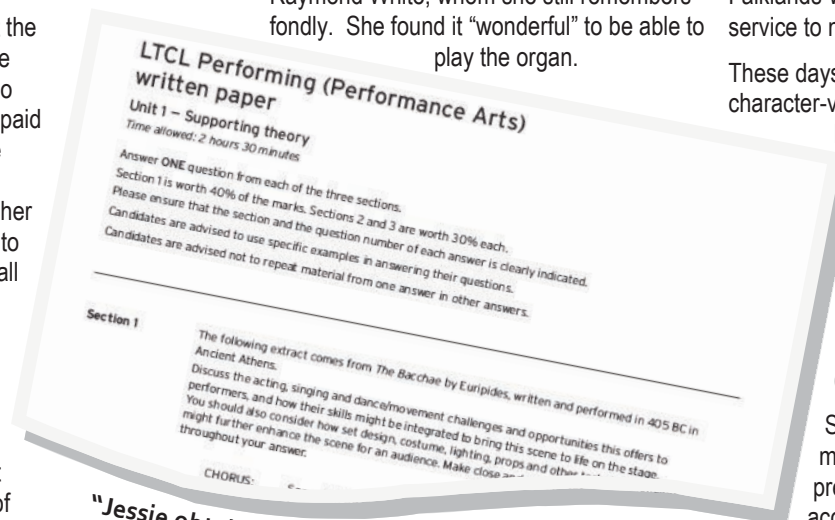 the
paid
her
to
all
of
fondly. She found it “wonderful” to be able to
play the organ.
service to
These days
LTCL Performing (Performance Arts)
written paper
Unit 1 – Supporting theory
Time allowed: 2 hours 30 minutes
Answer ONE question from each of the three sections.
Section 1 is worth 40% of the marks. Sections 2 and 3 are worth 30% each.
Please ensure that the section and the question number of each answer is clearly indicated.
Candidates are advised to use specific examples in answering their questions.
Candidates are advised not to repeat material from one answer in other answers.
Section 1
The following extract comes from The Bacchae by Euripides, written and performed in 405 BC in
Ancient Athens.
Discuss the acting, singing and dance/movement challenges and opportunities this offers to
performers, and how their skills might be integrated to bring this scene to life on the stage.
You should also consider how set design, costume, lighting, props and other
might further enhance the scene for an audience. Make close
throughout your answer.
CHORUS:
"Jessie